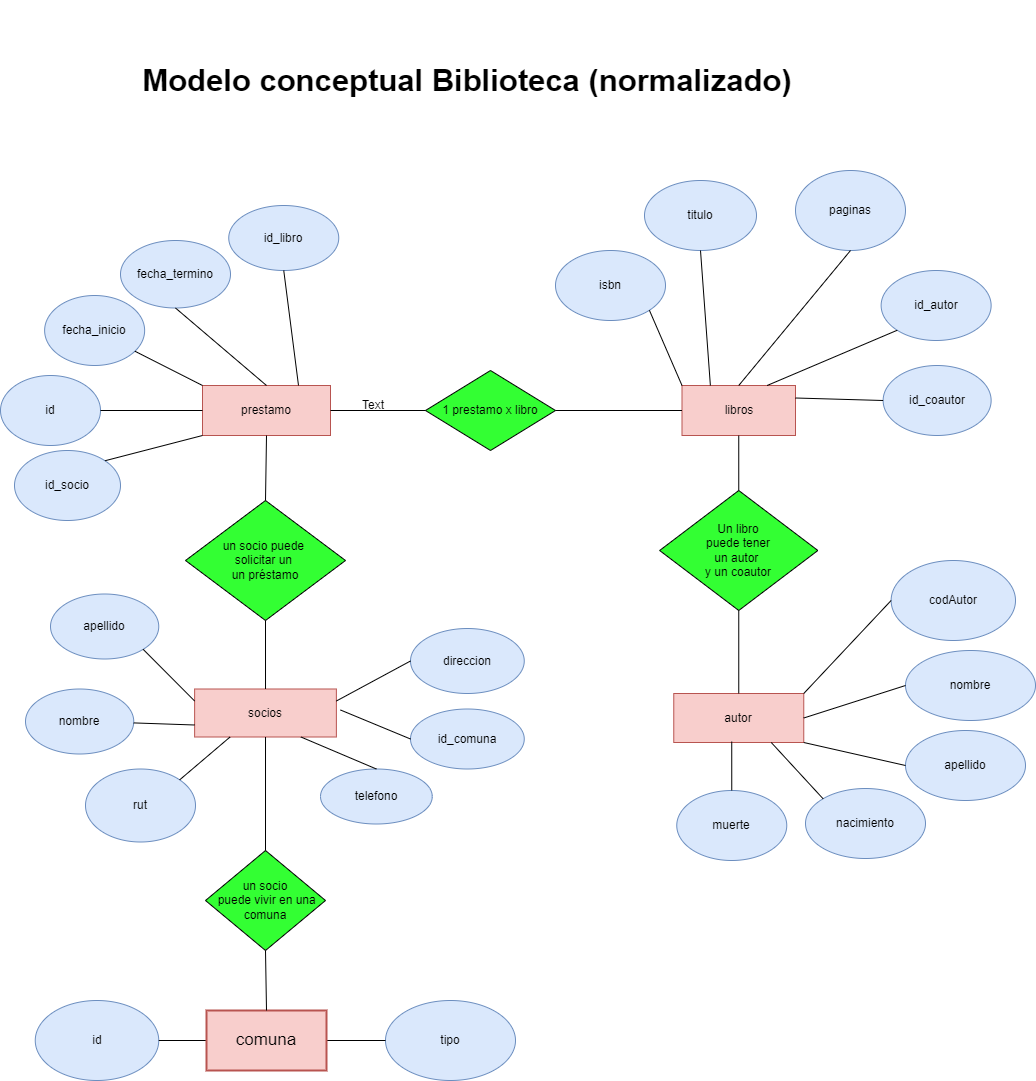 Modelo conceptual Biblioteca (normalizado)
id_libro
fecha_termino
fecha_inicio
id
id_socio
prestamo
Text
1 prestamo x libro
titulo
paginas
isbn
id_autor
id_coautor
libros
un socio puede
solicitar un
un préstamo
Un libro
puede tener
un autor
y un coautor
apellido
nombre
rut
socios
direccion
id_comuna
telefono
codAutor
nombre
apellido
autor
muerte
nacimiento
un socio
puede vivir en una
comuna
id
comuna
tipo